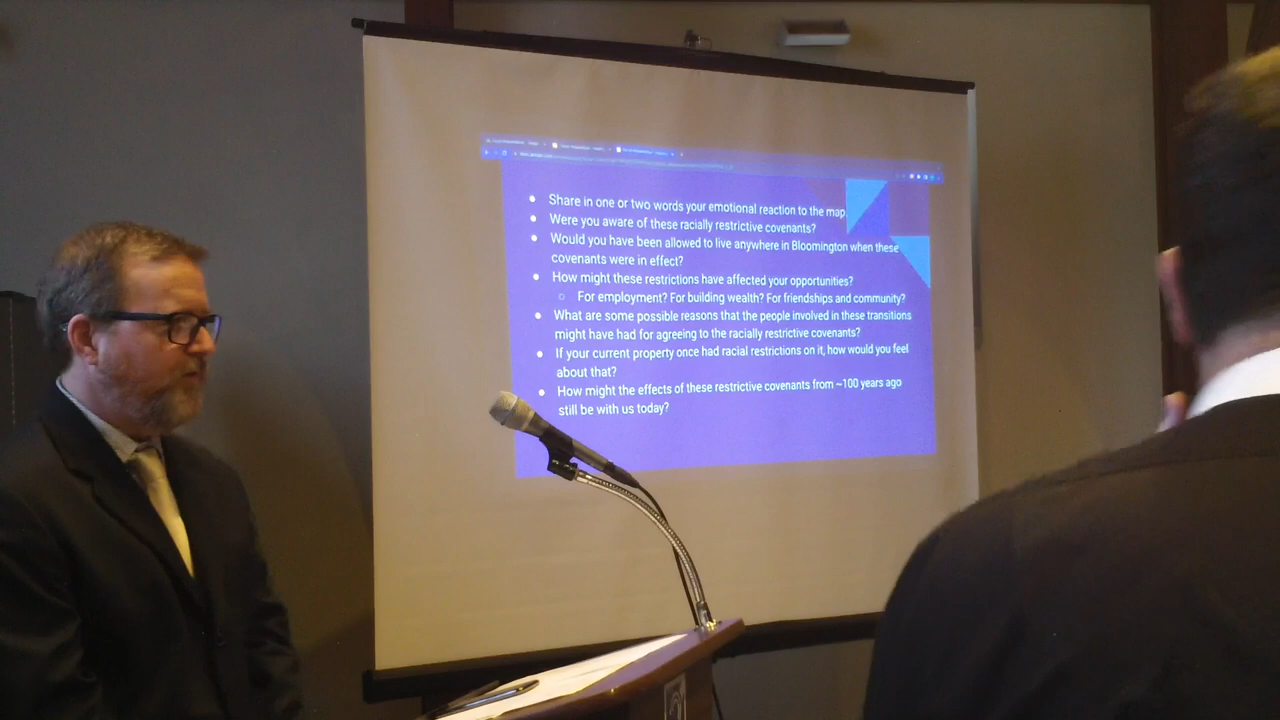 Share in one or two words your emotional reaction to the map.
Were you aware of these racially restrictive covenants?
Would you have been allowed to live anywhere in Bloomington when these
covenants were in effect?
How might these restrictions have affected your opportunities?
For employment? For building wealth? For friendships and community?
What are some possible reasons that the people involved in these transitions
might have had for agreeing to the racially restrictive covenants?
If your current property once had racial restrictions on it, how would you feel
about that?
How might the effects of these restrictive covenants from ~100 years ago
still be with us today?